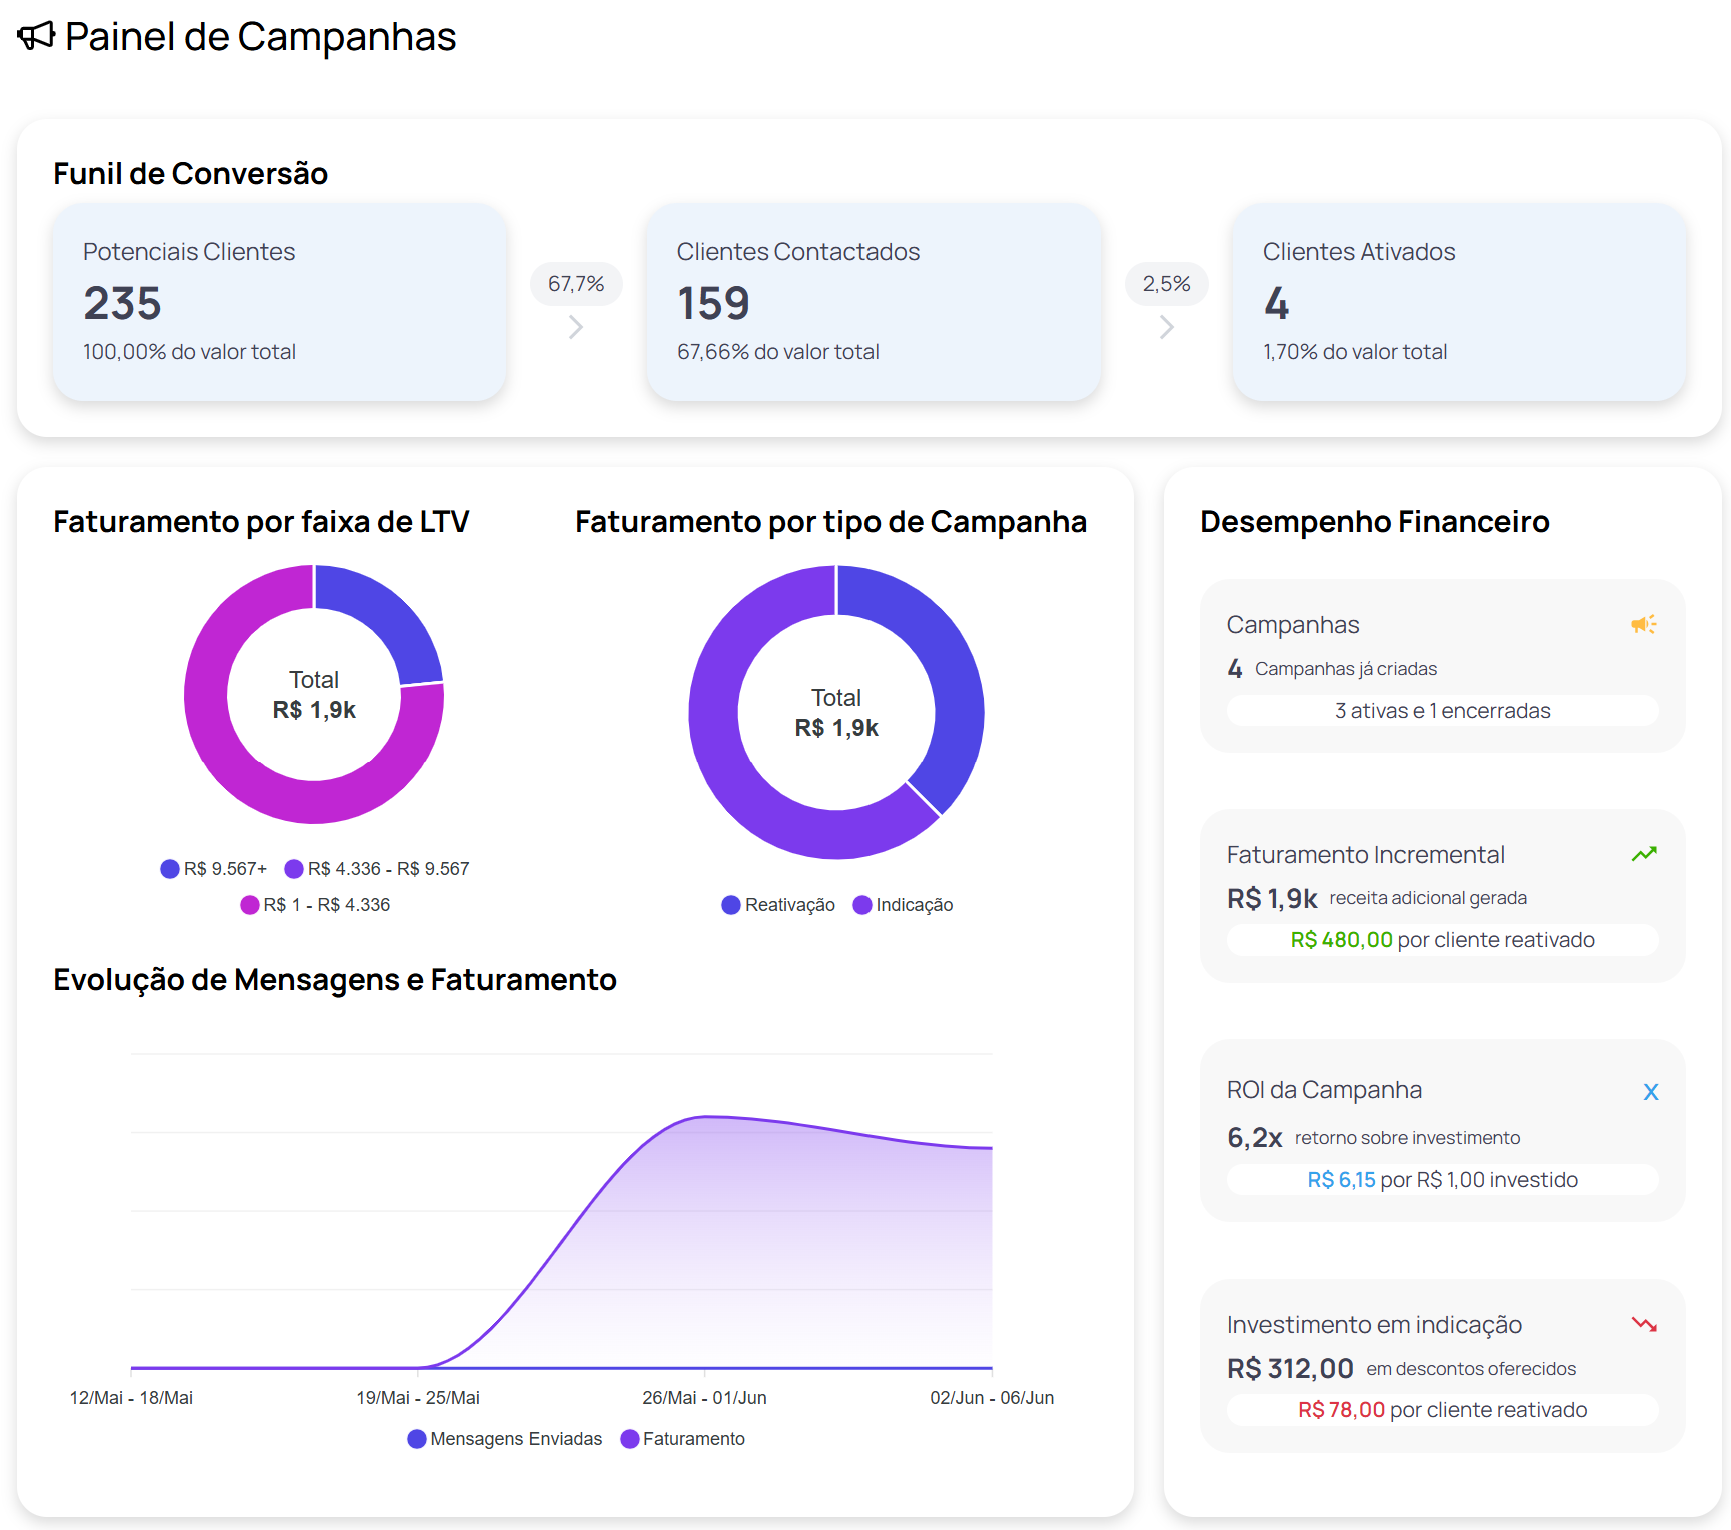 Painel de Campanhas
Funil de Conversão
Potenciais Clientes
235
100,00% do valor total
67,7%
Clientes Contactados
159
67,66% do valor total
2,5%
Clientes Ativados
4
1,70% do valor total
Faturamento por faixa de LTV
Total
R$ 1,9k
R$ 9.567+
R$ 4.336 - R$ 9.567
R$ 1 - R$ 4.336
Faturamento por tipo de Campanha
Total
R$ 1,9k
Reativação
Indicação
Evolução de Mensagens e Faturamento
12/Mai - 18/Mai
19/Mai - 25/Mai
26/Mai - 01/Jun
02/Jun - 06/Jun
Mensagens Enviadas
Faturamento
Desempenho Financeiro
Campanhas
4 Campanhas já criadas
3 ativas e 1 encerradas
Faturamento Incremental
R$ 1,9k receita adicional gerada
R$ 480,00 por cliente reativado
ROI da Campanha
X
6,2x retorno sobre investimento
R$ 6,15 por R$ 1,00 investido
Investimento em indicação
R$ 312,00 em descontos oferecidos
R$ 78,00 por cliente reativado